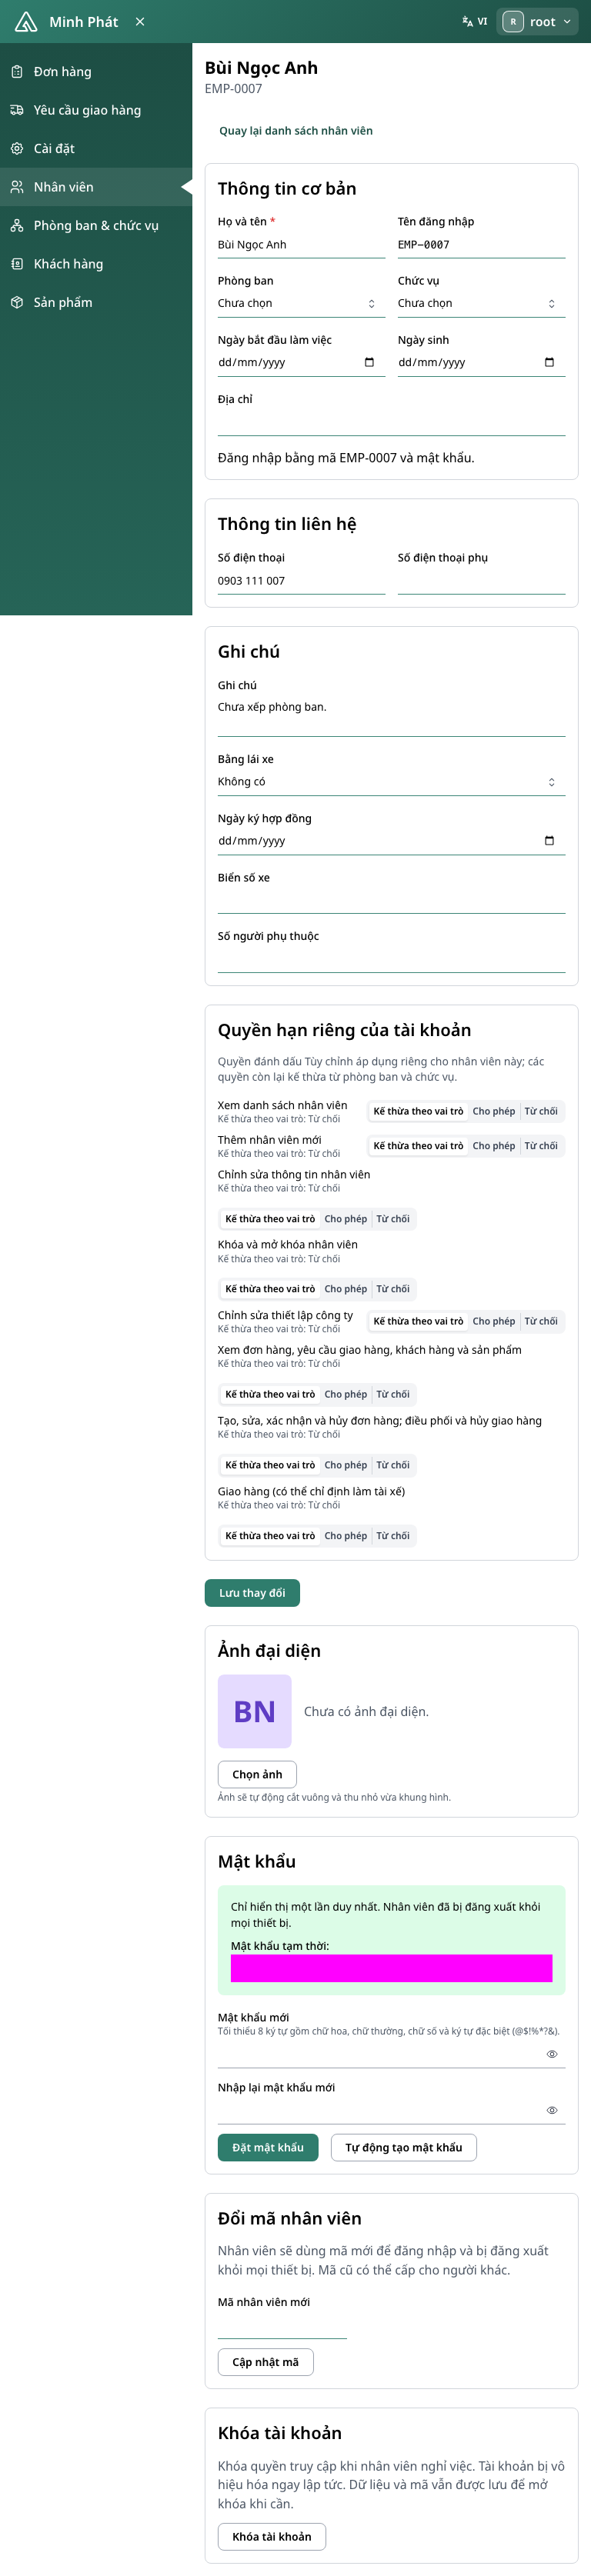 Minh Phát
VI
R
root
Đơn hàng
Yêu cầu giao hàng
Cài đặt
Nhân viên
Phòng ban & chức vụ
Khách hàng
Sản phẩm
Bùi Ngọc Anh
EMP-0007
Quay lại danh sách nhân viên
Thông tin cơ bản
Họ và tên *
Tên đăng nhập
Bùi Ngọc Anh
EMP-0007
Phòng ban
Chức vụ
Chưa chọn
Chưa chọn
Ngày bắt đầu làm việc
Ngày sinh
dd/mm/yyyy
dd/mm/yyyy
Địa chỉ
Đăng nhập bằng mã EMP-0007 và mật khẩu.
Thông tin liên hệ
Số điện thoại
Số điện thoại phụ
0903 111 007
Ghi chú
Ghi chú
Chưa xếp phòng ban.
Bằng lái xe
Không có
Ngày ký hợp đồng
dd/mm/yyyy
Biển số xe
Số người phụ thuộc
Quyền hạn riêng của tài khoản
Quyền đánh dấu Tùy chỉnh áp dụng riêng cho nhân viên này; các
quyền còn lại kế thừa từ phòng ban và chức vụ.
Xem danh sách nhân viên
Kế thừa theo vai trò: Từ chối
Kế thừa theo vai trò Cho phép Từ chối
Thêm nhân viên mới
Kế thừa theo vai trò: Từ chối
Kế thừa theo vai trò Cho phép Từ chối
Chỉnh sửa thông tin nhân viên
Kế thừa theo vai trò: Từ chối
Kế thừa theo vai trò Cho phép Từ chối
Khóa và mở khóa nhân viên
Kế thừa theo vai trò: Từ chối
Kế thừa theo vai trò Cho phép Từ chối
Chỉnh sửa thiết lập công ty
Kế thừa theo vai trò: Từ chối
Kế thừa theo vai trò Cho phép Từ chối
Xem đơn hàng, yêu cầu giao hàng, khách hàng và sản phẩm
Kế thừa theo vai trò: Từ chối
Kế thừa theo vai trò Cho phép Từ chối
Tạo, sửa, xác nhận và hủy đơn hàng; điều phối và hủy giao hàng
Kế thừa theo vai trò: Từ chối
Kế thừa theo vai trò Cho phép Từ chối
Giao hàng (có thể chỉ định làm tài xế)
Kế thừa theo vai trò: Từ chối
Kế thừa theo vai trò Cho phép Từ chối
Lưu thay đổi
Ảnh đại diện
BN
Chưa có ảnh đại diện.
Chọn ảnh
Ảnh sẽ tự động cắt vuông và thu nhỏ vừa khung hình.
Mật khẩu
Chỉ hiển thị một lần duy nhất. Nhân viên đã bị đăng xuất khỏi
mọi thiết bị.
Mật khẩu tạm thời:
Mật khẩu mới
Tối thiểu 8 ký tự gồm chữ hoa, chữ thường, chữ số và ký tự đặc biệt (@$!%*?&).
Nhập lại mật khẩu mới
Đặt mật khẩu
Tự động tạo mật khẩu
Đổi mã nhân viên
Nhân viên sẽ dùng mã mới để đăng nhập và bị đăng xuất
khỏi mọi thiết bị. Mã cũ có thể cấp cho người khác.
Mã nhân viên mới
Cập nhật mã
Khóa tài khoản
Khóa quyền truy cập khi nhân viên nghỉ việc. Tài khoản bị vô
hiệu hóa ngay lập tức. Dữ liệu và mã vẫn được lưu để mở
khóa khi cần.
Khóa tài khoản